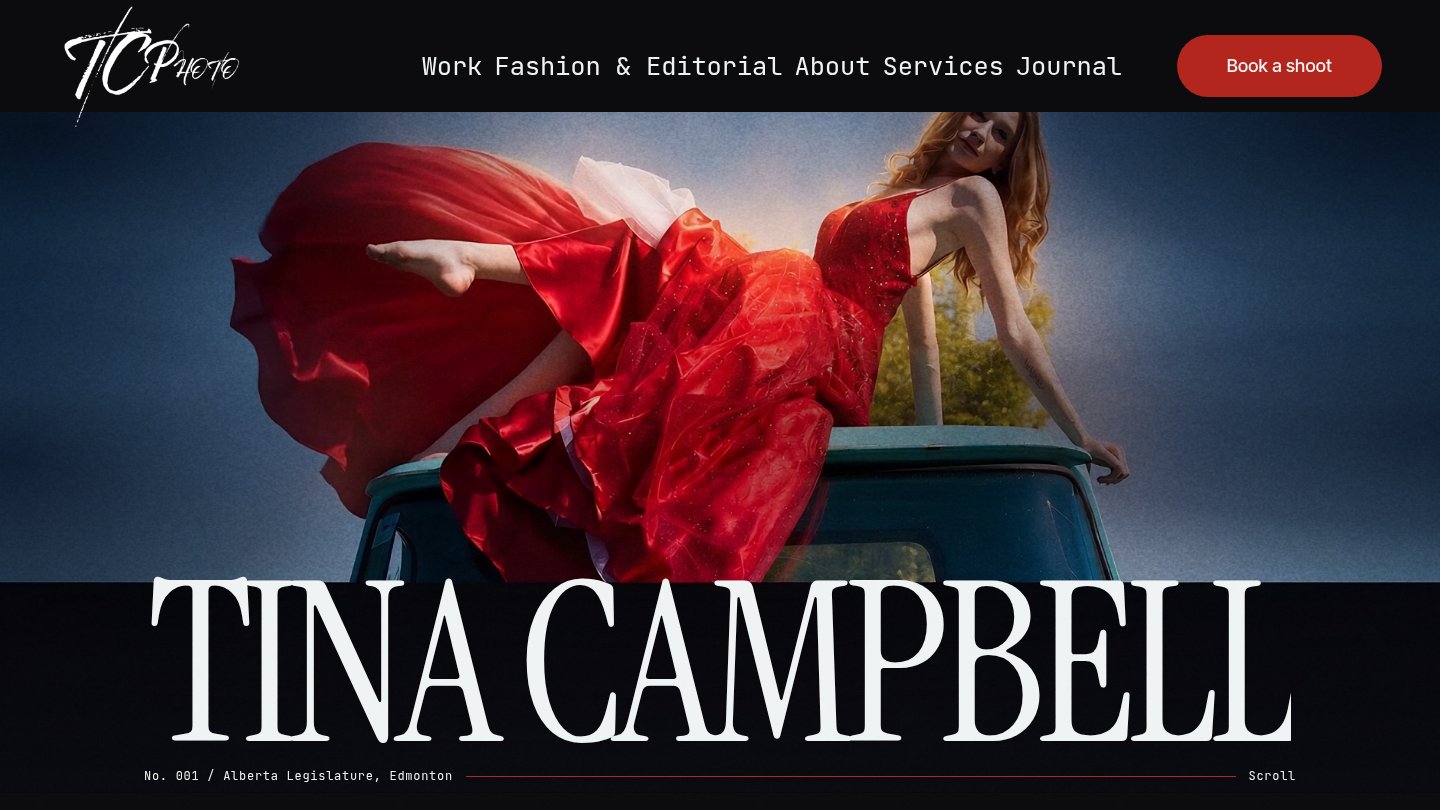 TCPHOTO
Work Fashion & Editorial About Services Journal
Book a shoot
TINA CAMPBELL
No. 001 / Alberta Legislature, Edmonton
Scroll